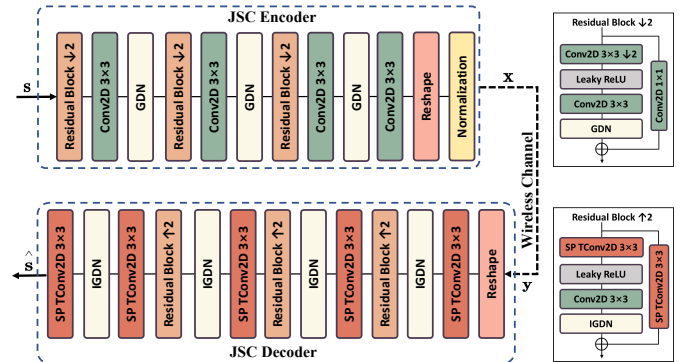 JSC Encoder
s
Residual Block ↓2
Conv2D 3×3
GDN
Residual Block ↓2
Conv2D 3×3
GDN
Residual Block ↓2
Conv2D 3×3
GDN
Conv2D 3×3
Reshape
Normalization
x
Wireless Channel
y
Residual Block ↓2
Conv2D 3×3 ↓2
Leaky ReLU
Conv2D 3×3
GDN
Conv2D 1×1
ŝ
SP TConv2D 3×3
IGDN
SP TConv2D 3×3
Residual Block ↑2
IGDN
SP TConv2D 3×3
Residual Block ↑2
IGDN
SP TConv2D 3×3
Residual Block ↑2
IGDN
SP TConv2D 3×3
Reshape
JSC Decoder
Residual Block ↑2
SP TConv2D 3×3
Leaky ReLU
Conv2D 3×3
IGDN
SP TConv2D 3×3